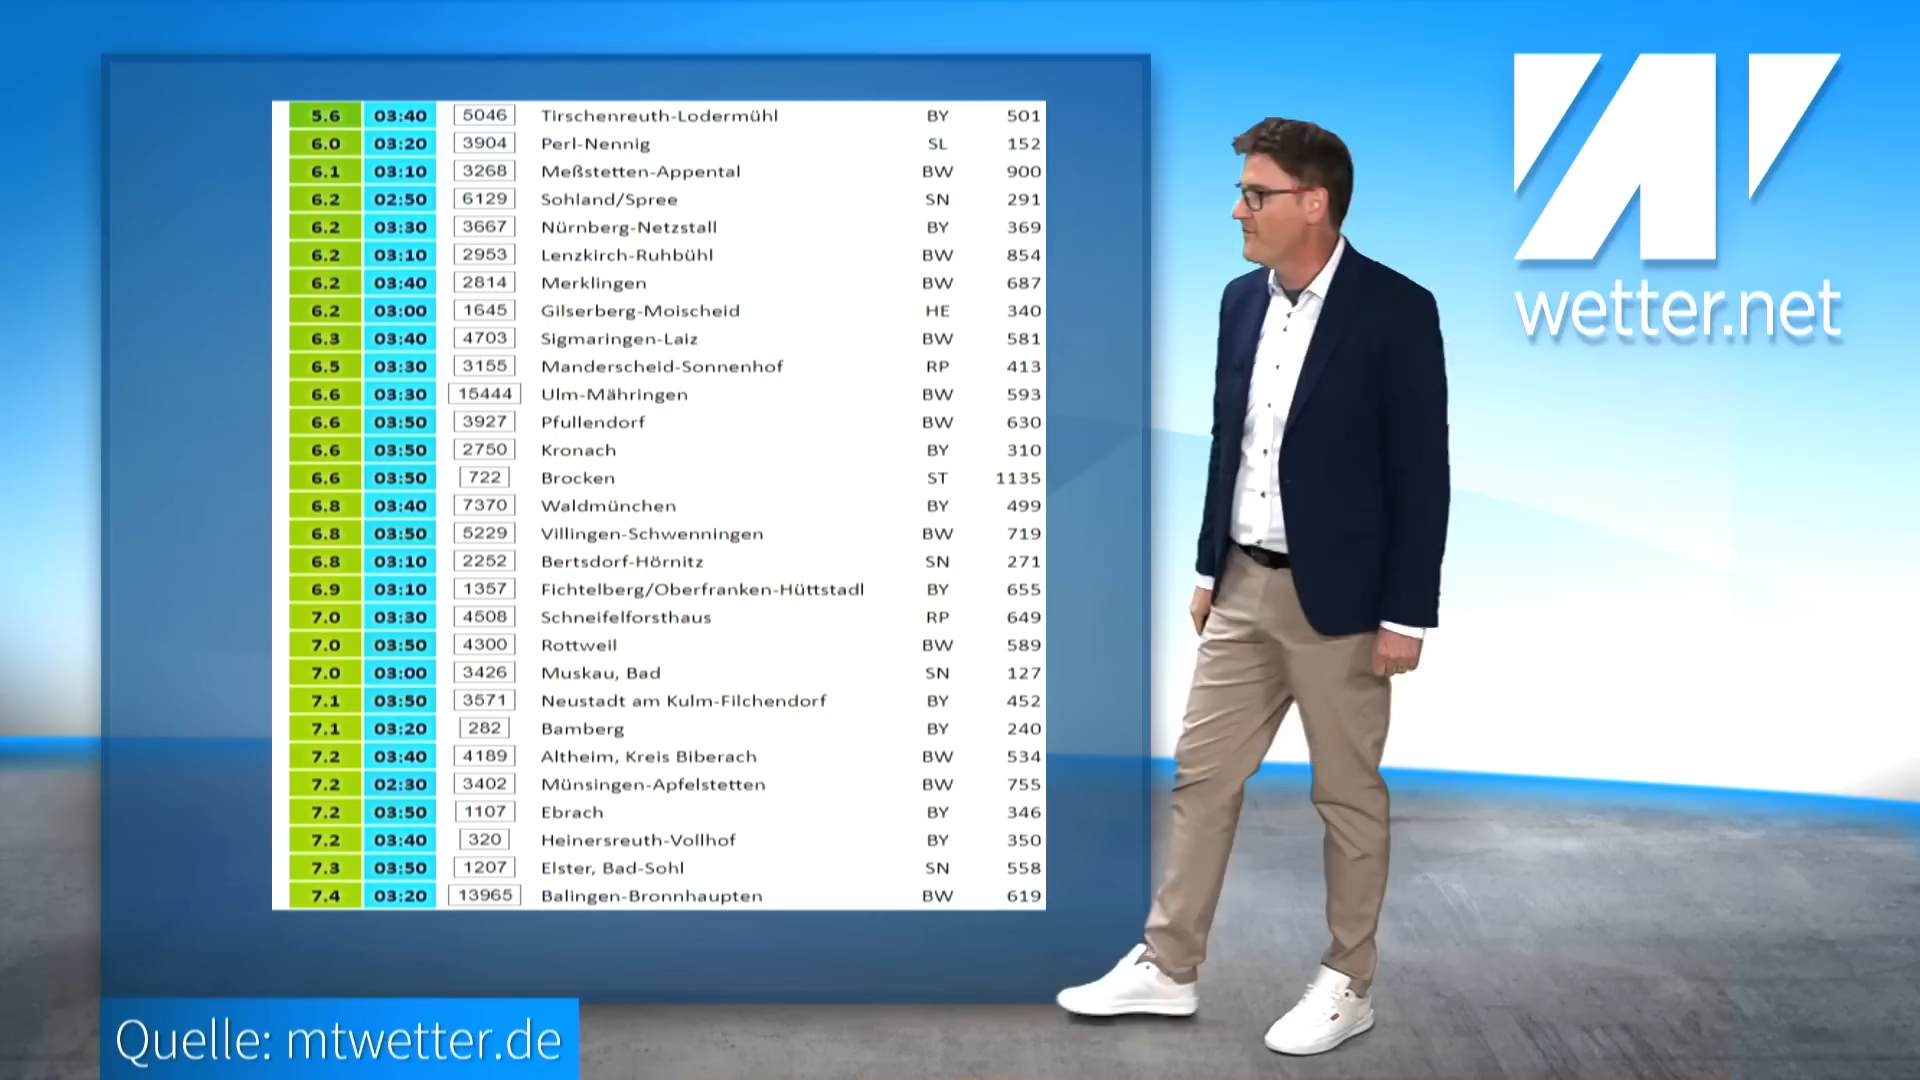 5.6 03:40 5046 Tirschenreuth-Lodermühl BY 501
6.0 03:20 3904 Perl-Nennig SL 152
6.1 03:10 3268 Meßstetten-Appental BW 900
6.2 02:50 6129 Sohland/Spree SN 291
6.2 03:30 3667 Nürnberg-Netzstall BY 369
6.2 03:10 2953 Lenzkirch-Ruhbühl BW 854
6.2 03:40 2814 Merklingen BW 687
6.2 03:00 1645 Gilserberg-Moischeid HE 340
6.3 03:40 4703 Sigmaringen-Laiz BW 581
6.5 03:30 3155 Manderscheid-Sonnenhof RP 413
6.6 03:30 15444 Ulm-Mähringen BW 593
6.6 03:50 3927 Pfullendorf BW 630
6.6 03:50 2750 Kronach BY 310
6.6 03:50 722 Brocken ST 1135
6.8 03:40 7370 Waldmünchen BY 499
6.8 03:50 5229 Villingen-Schwenningen BW 719
6.8 03:10 2252 Bertsdorf-Hörnitz SN 271
6.9 03:10 1357 Fichtelberg/Oberfranken-Hüttstadl BY 655
7.0 03:30 4508 Schneifelforsthaus RP 649
7.0 03:50 4300 Rottweil BW 589
7.0 03:00 3426 Muskau, Bad SN 127
7.1 03:50 3571 Neustadt am Kulm-Filchendorf BY 452
7.1 03:20 282 Bamberg BY 240
7.2 03:40 4189 Altheim, Kreis Biberach BW 534
7.2 02:30 3402 Münsingen-Apfelstetten BW 755
7.2 03:50 1107 Ebrach BY 346
7.2 03:40 320 Heinersreuth-Vollhof BY 350
7.3 03:50 1207 Elster, Bad-Sohl SN 558
7.4 03:20 13965 Balingen-Bronnhaupten BW 619
wetter.net
Quelle: mtwetter.de